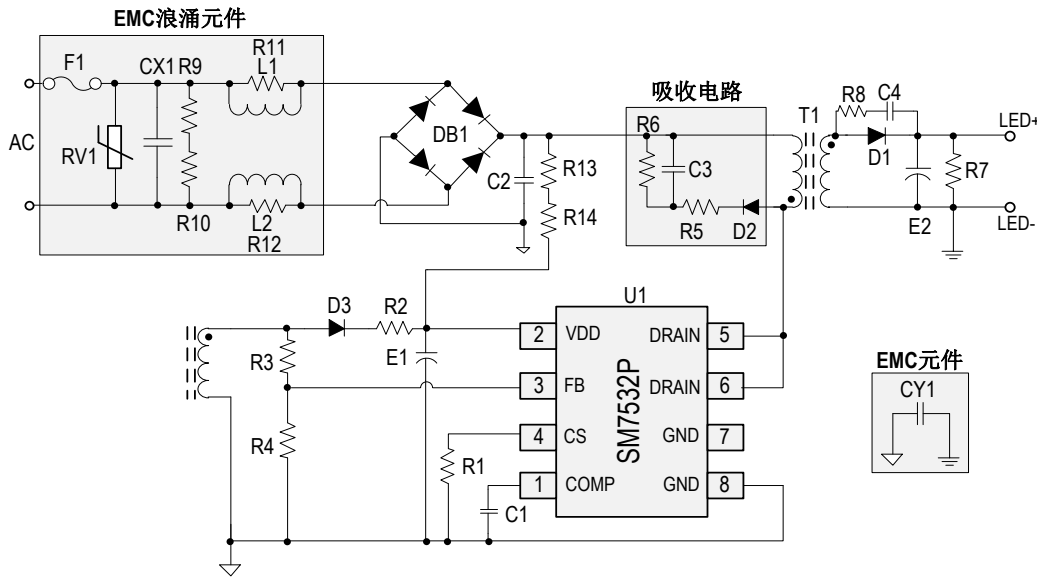 EMC浪涌元件
F1
CX1
R9
R11
L1
AC
RV1
R10
L2
R12
DB1
C2
R13
R14
吸收电路
R6
C3
R5
D2
T1
R8
C4
D1
E2
R7
LED+
LED-
D3
R2
R3
R4
E1
R1
C1
U1
SM7532P
2 VDD
3 FB
4 CS
1 COMP
DRAIN 5
DRAIN 6
GND 7
GND 8
EMC元件
CY1